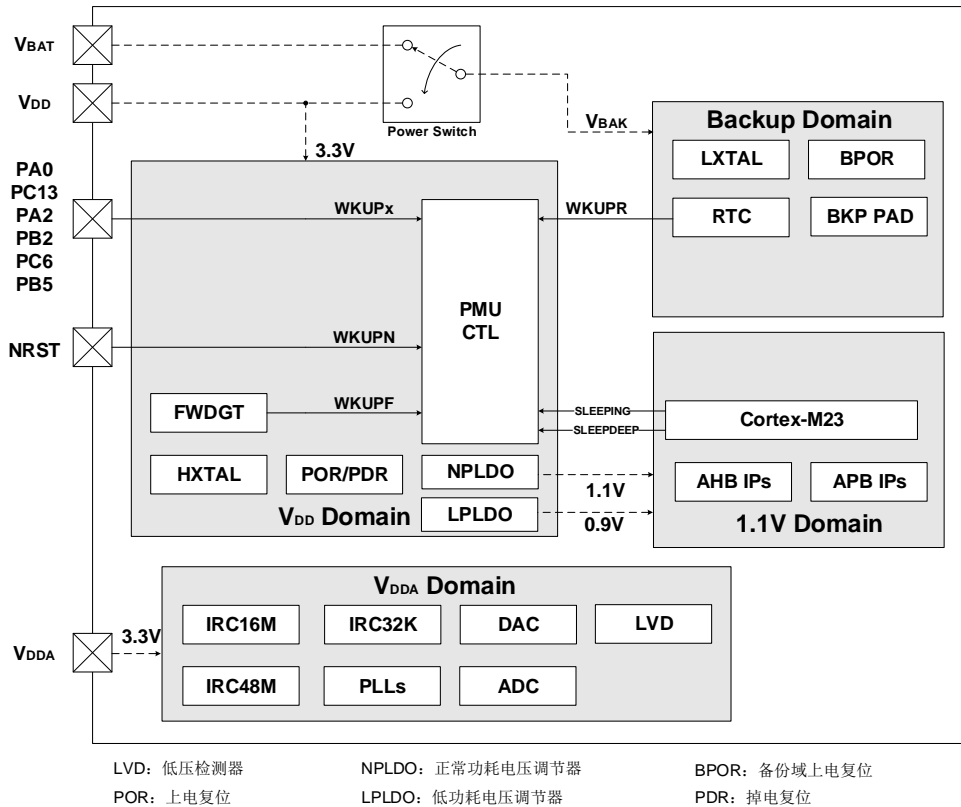 VBAT
VDD
Power Switch
VBAK
3.3V
Backup Domain
LXTAL
BPOR
RTC
BKP PAD
PA0
PC13
PA2
PB2
PC6
PB5
WKUPx
WKUPR
PMU
CTL
NRST
WKUPN
FWDGT
WKUPF
SLEEPING
SLEEPDEEP
Cortex-M23
HXTAL
POR/PDR
NPLDO
1.1V
AHB IPs
APB IPs
VDD Domain
LPLDO
0.9V
1.1V Domain
VDDA Domain
VDDA
3.3V
IRC16M
IRC32K
DAC
LVD
IRC48M
PLLs
ADC
LVD：低压检测器
NPLDO：正常功耗电压调节器
BPOR：备份域上电复位
POR：上电复位
LPLDO：低功耗电压调节器
PDR：掉电复位